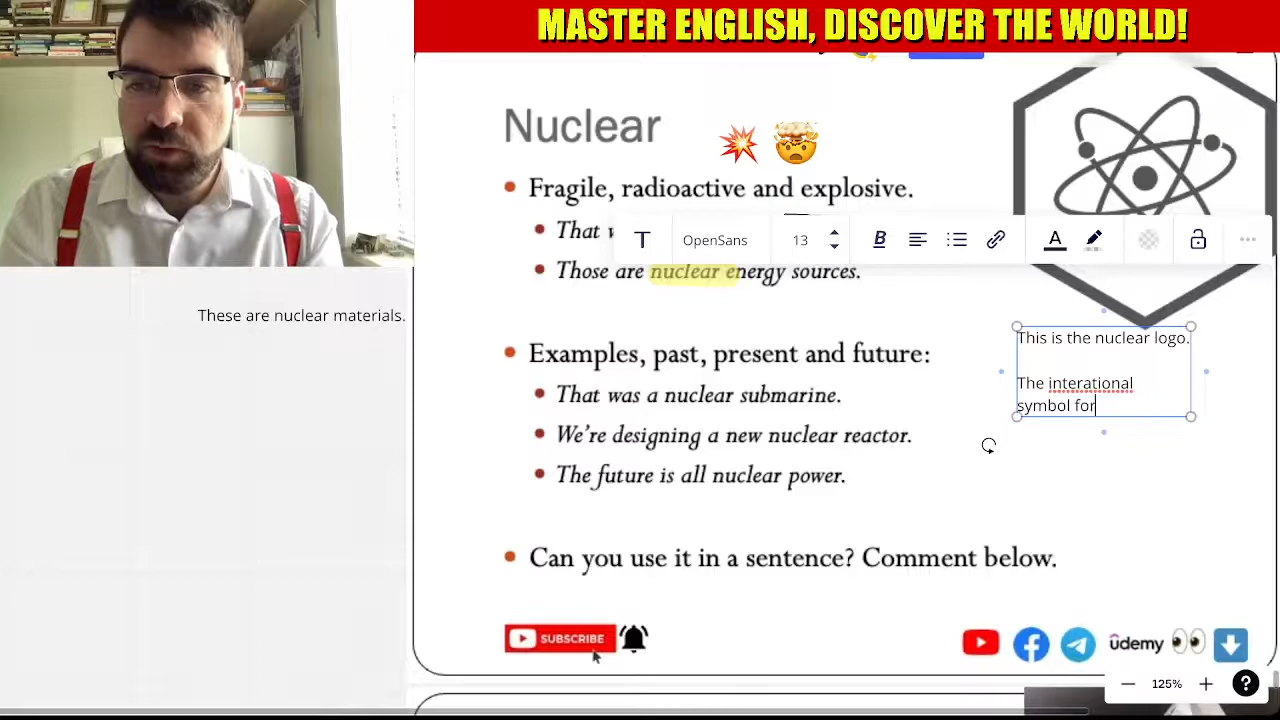 MASTER ENGLISH, DISCOVER THE WORLD!
Nuclear
Fragile, radioactive and explosive.
That
OpenSans
13
B
A
Those are nuclear energy sources.
These are nuclear materials.
This is the nuclear logo.
The interational
symbol for
Examples, past, present and future:
That was a nuclear submarine.
We're designing a new nuclear reactor.
The future is all nuclear power.
Can you use it in a sentence? Comment below.
SUBSCRIBE
ûdemy
125%